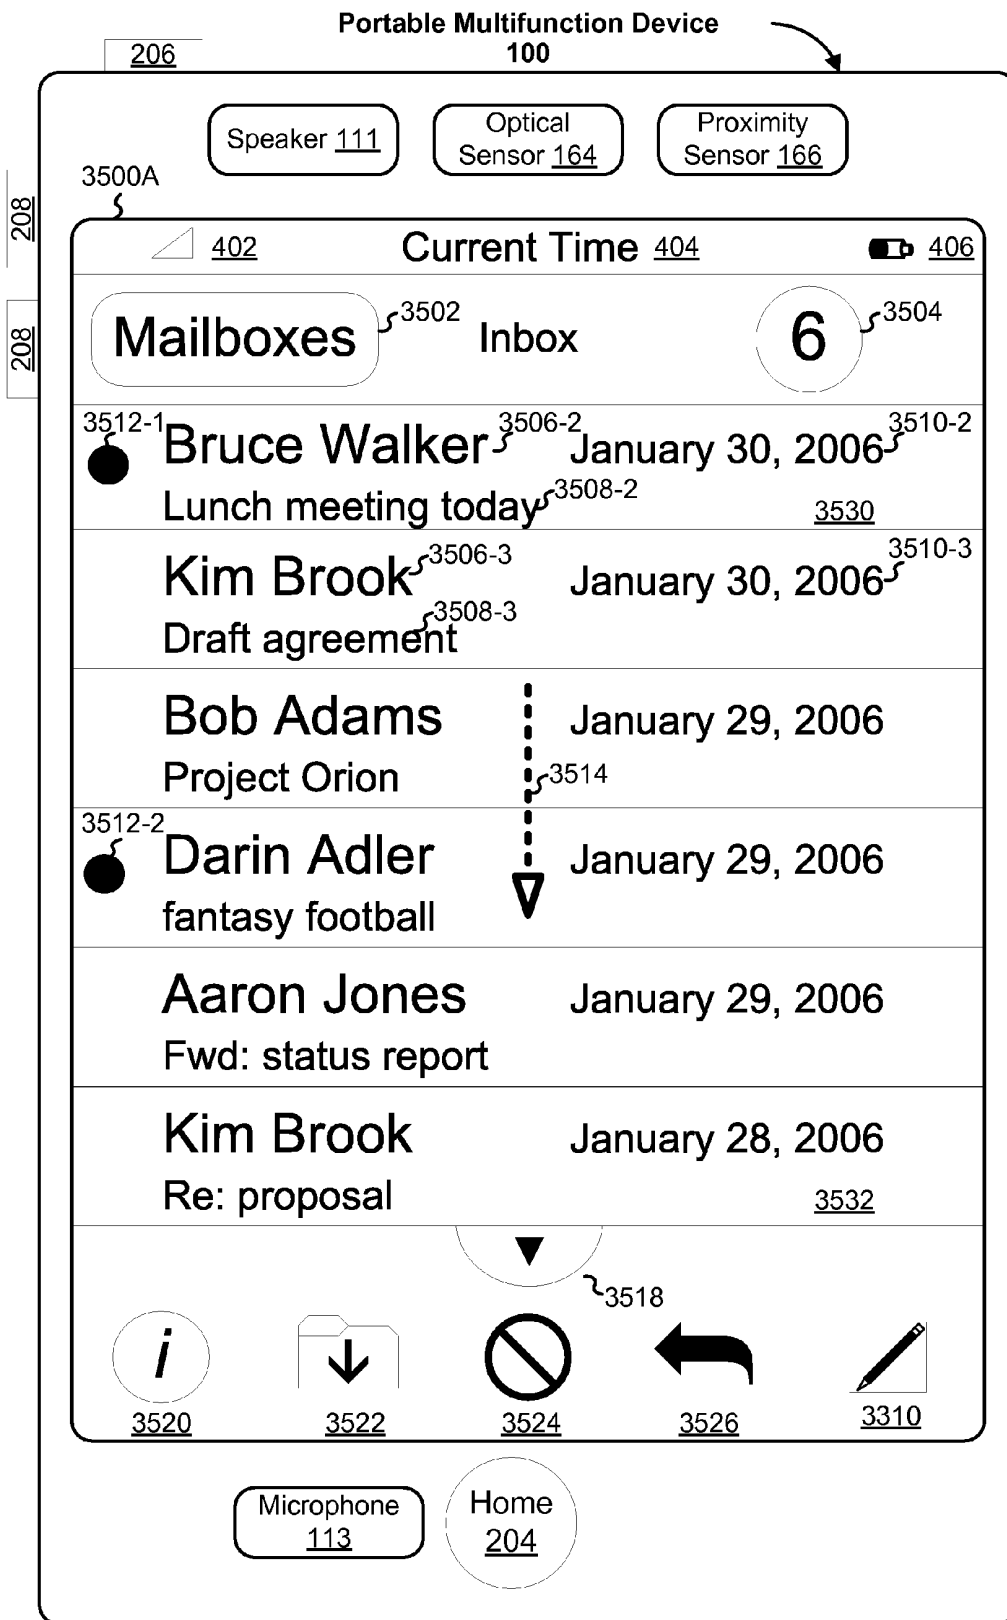 Portable Multifunction Device
100
206
Speaker 111
Optical
Sensor 164
Proximity
Sensor 166
3500A
208
402
Current Time 404
406
208
Mailboxes
3502
Inbox
6
3504
3512-1
Bruce Walker
3506-2
January 30, 2006
3510-2
Lunch meeting today
3508-2
3530
Kim Brook
3506-3
January 30, 2006
3510-3
Draft agreement
3508-3
Bob Adams
January 29, 2006
Project Orion
3514
3512-2
Darin Adler
January 29, 2006
fantasy football
Aaron Jones
January 29, 2006
Fwd: status report
Kim Brook
January 28, 2006
Re: proposal
3532
3518
i
3520
3522
3524
3526
3310
Microphone
113
Home
204